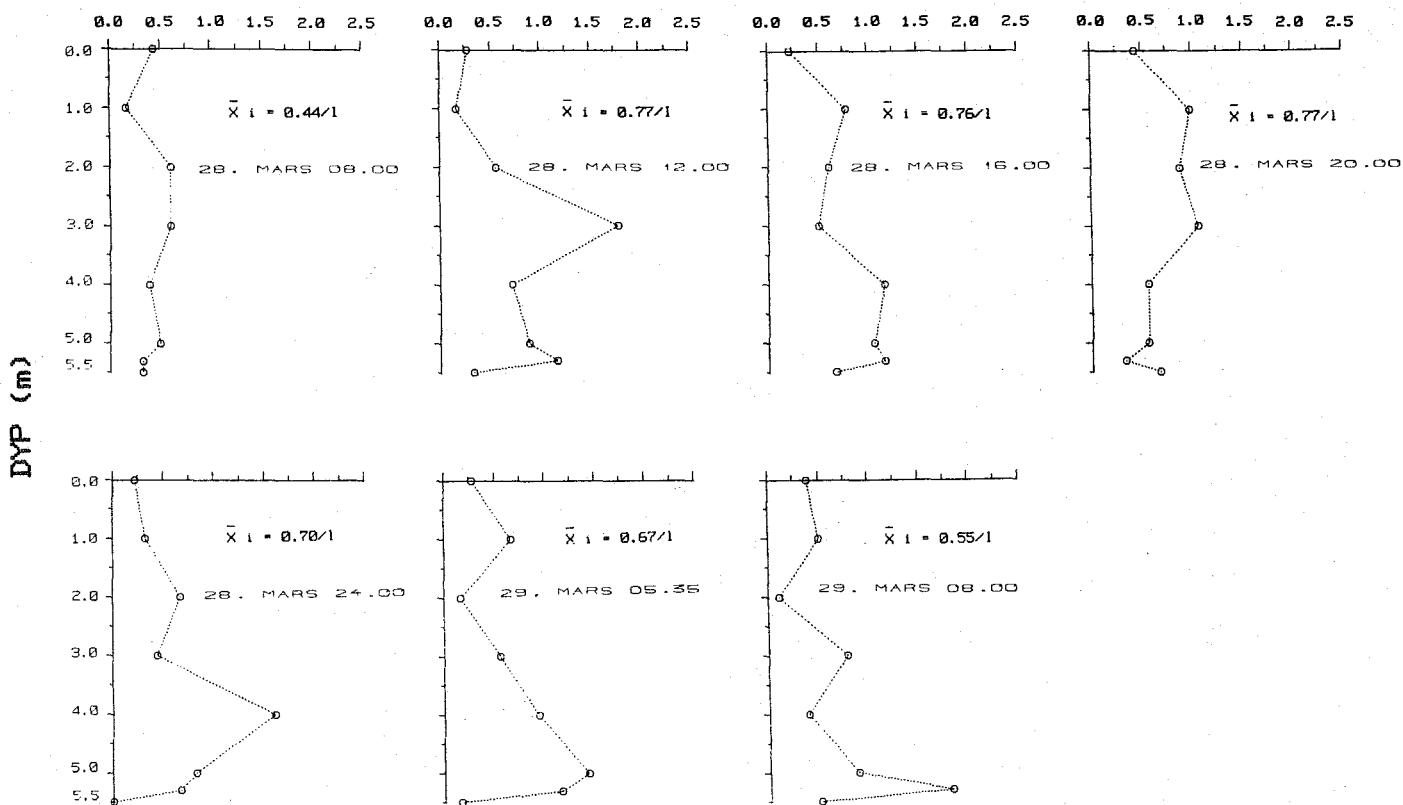 0.0 0.5 1.0 1.5 2.0 2.5 0.0 0.5 1.0 1.5 2.0 2.5 0.0 0.5 1.0 1.5 2.0 2.5 0.0 0.5 1.0 1.5 2.0 2.5
0.0
1.0
2.0
3.0
4.0
5.0
5.5
X̄ i = 0.44/l
28. MARS 08.00
X̄ i = 0.77/l
28. MARS 12.00
X̄ i = 0.76/l
28. MARS 16.00
X̄ i = 0.77/l
28. MARS 20.00
DYP (m)
0.0
1.0
2.0
3.0
4.0
5.0
5.5
X̄ i = 0.70/l
28. MARS 24.00
X̄ i = 0.67/l
29. MARS 05.35
X̄ i = 0.55/l
29. MARS 08.00